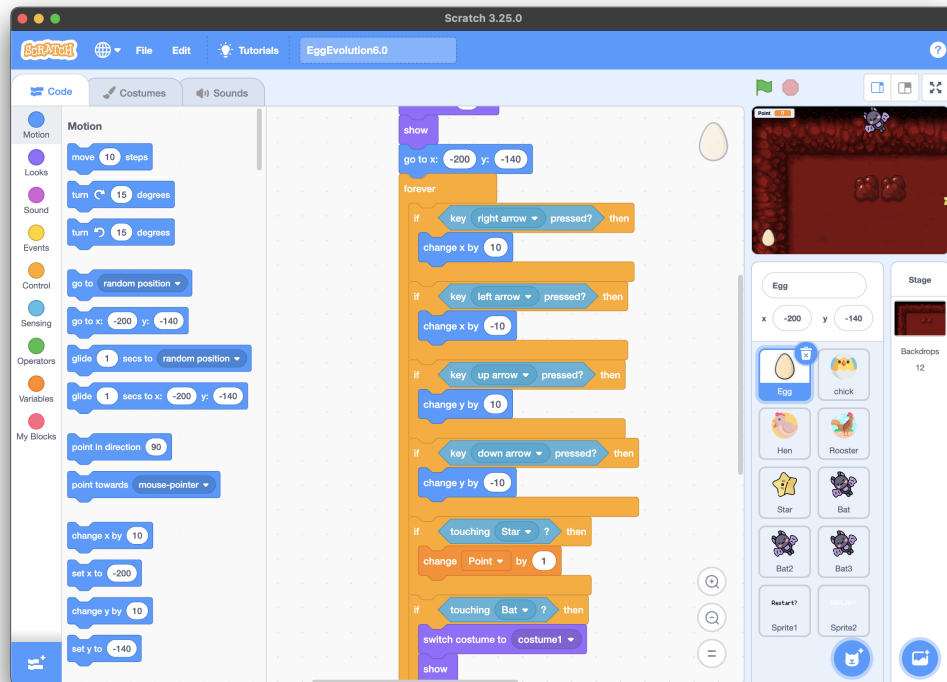 Scratch 3.25.0
SCRATCH File Edit Tutorials EggEvolution6.0 ?
Code Costumes Sounds
Motion
Looks
Sound
Events
Control
Sensing
Operators
Variables
My Blocks
Motion
move 10 steps
turn 15 degrees
turn 15 degrees
go to random position
go to x: -200 y: -140
glide 1 secs to random position
glide 1 secs to x: -200 y: -140
point in direction 90
point towards mouse-pointer
change x by 10
set x to -200
change y by 10
set y to -140
show
go to x: -200 y: -140
forever
if key right arrow pressed? then
change x by 10
if key left arrow pressed? then
change x by -10
if key up arrow pressed? then
change y by 10
if key down arrow pressed? then
change y by -10
if touching Star ? then
change Point by 1
if touching Bat ? then
switch costume to costume1
show
Point
Egg
x -200 y -140
Egg
chick
Hen
Rooster
Star
Bat
Bat2
Bat3
Restart?
Sprite1
Sprite2
Stage
Backdrops
12